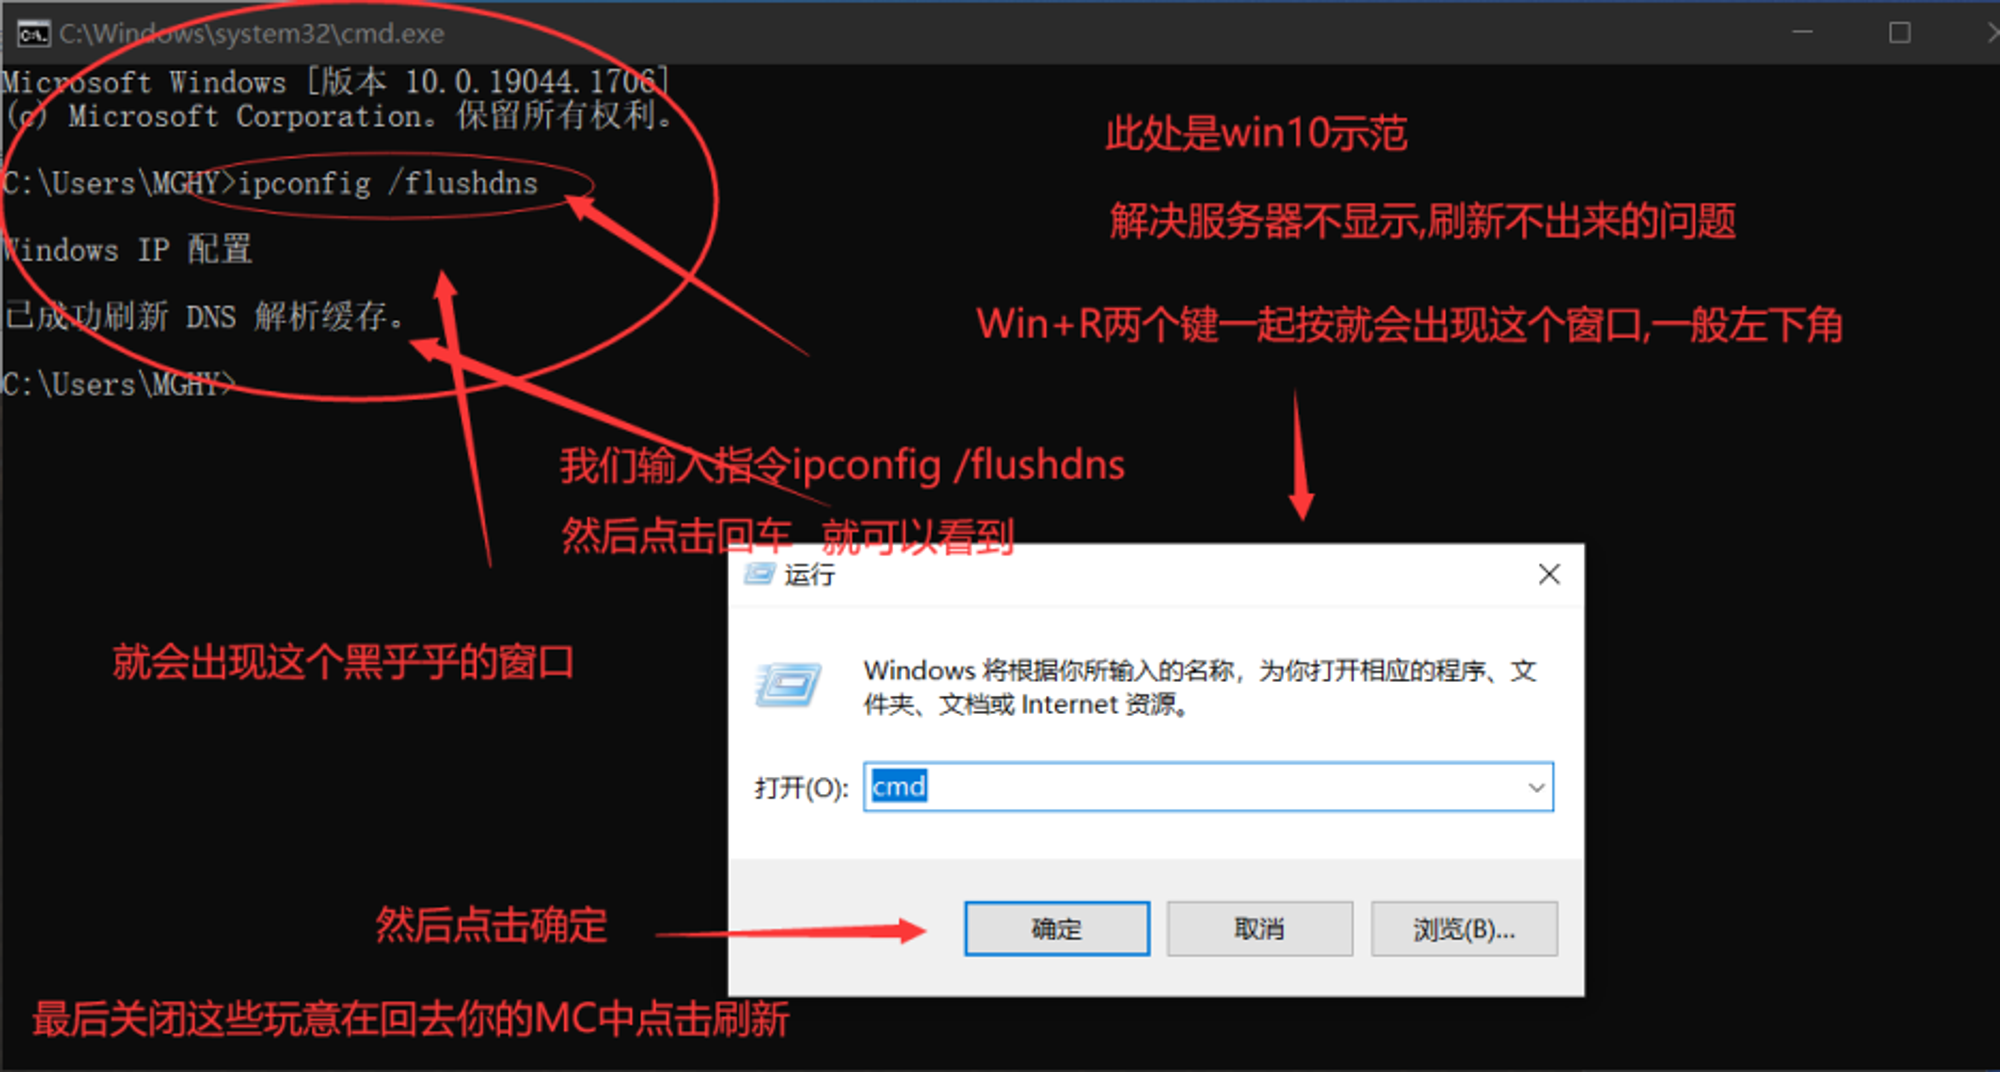 C:\Windows\system32\cmd.exe
Microsoft Windows [版本 10.0.19044.1706]
(c) Microsoft Corporation。保留所有权利。
C:\Users\MGHY>ipconfig /flushdns
Windows IP 配置
已成功刷新 DNS 解析缓存。
C:\Users\MGHY>
此处是win10示范
解决服务器不显示,刷新不出来的问题
Win+R两个键一起按就会出现这个窗口,一般左下角
我们输入指令ipconfig /flushdns
然后点击回车 就可以看到
就会出现这个黑乎乎的窗口
运行
Windows 将根据你所输入的名称，为你打开相应的程序、文
件夹、文档或 Internet 资源。
打开(O): cmd
然后点击确定
确定 取消 浏览(B)...
最后关闭这些玩意在回去你的MC中点击刷新